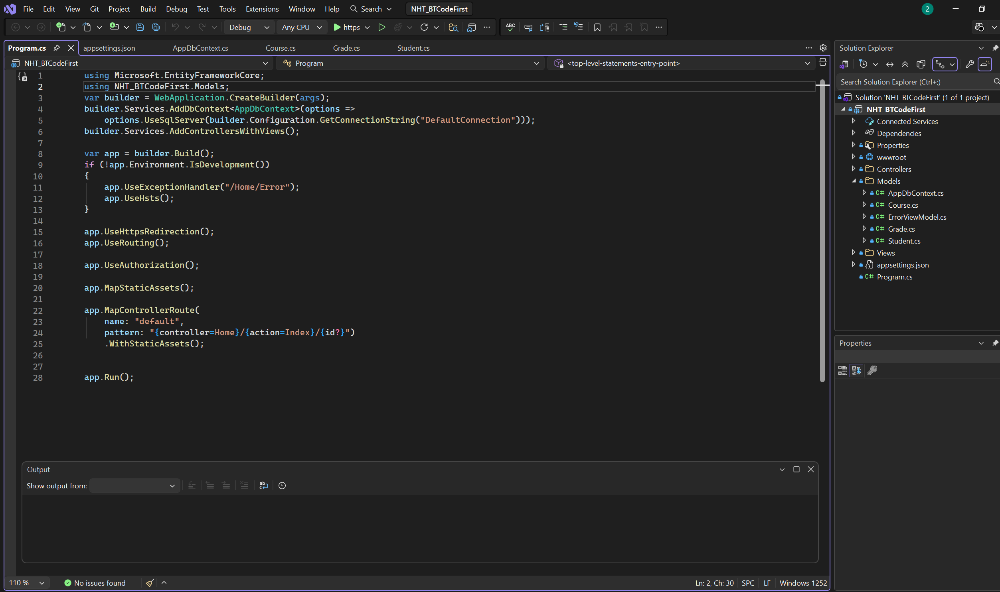 File Edit View Git Project Build Debug Test Tools Extensions Window Help Search NHT_BTCodeFirst 2
Debug Any CPU https
Program.cs appsettings.json AppDbContext.cs Course.cs Grade.cs Student.cs
NHT_BTCodeFirst Program <top-level-statements-entry-point>
1 using Microsoft.EntityFrameworkCore;
2 using NHT_BTCodeFirst.Models;
3 var builder = WebApplication.CreateBuilder(args);
4 builder.Services.AddDbContext<AppDbContext>(options =>
5 options.UseSqlServer(builder.Configuration.GetConnectionString("DefaultConnection")));
6 builder.Services.AddControllersWithViews();
7
8 var app = builder.Build();
9 if (!app.Environment.IsDevelopment())
10 {
11 app.UseExceptionHandler("/Home/Error");
12 app.UseHsts();
13 }
14
15 app.UseHttpsRedirection();
16 app.UseRouting();
17
18 app.UseAuthorization();
19
20 app.MapStaticAssets();
21
22 app.MapControllerRoute(
23 name: "default",
24 pattern: "{controller=Home}/{action=Index}/{id?}")
25 .WithStaticAssets();
26
27
28 app.Run();
Output
Show output from:
110 % No issues found Ln: 2, Ch: 30 SPC LF Windows 1252
Solution Explorer
Search Solution Explorer (Ctrl+;)
Solution 'NHT_BTCodeFirst' (1 of 1 project)
NHT_BTCodeFirst
Connected Services
Dependencies
Properties
wwwroot
Controllers
Models
C# AppDbContext.cs
C# Course.cs
C# ErrorViewModel.cs
C# Grade.cs
C# Student.cs
Views
appsettings.json
C# Program.cs
Properties